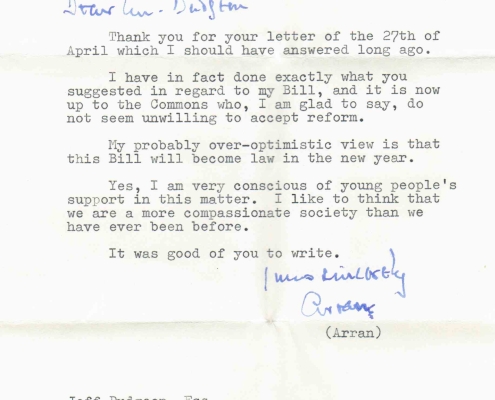 Dear Mr. Dudgeon
Thank you for your letter of the 27th of
April which I should have answered long ago.
I have in fact done exactly what you
suggested in regard to my Bill, and it is now
up to the Commons who, I am glad to say, do
not seem unwilling to accept reform.
My probably over-optimistic view is that
this Bill will become law in the new year.
Yes, I am very conscious of young people's
support in this matter.  I like to think that
we are a more compassionate society than we
have ever been before.
It was good of you to write.
Yours sincerely
Arran
(Arran)
Jeff Dudgeon, Esq.